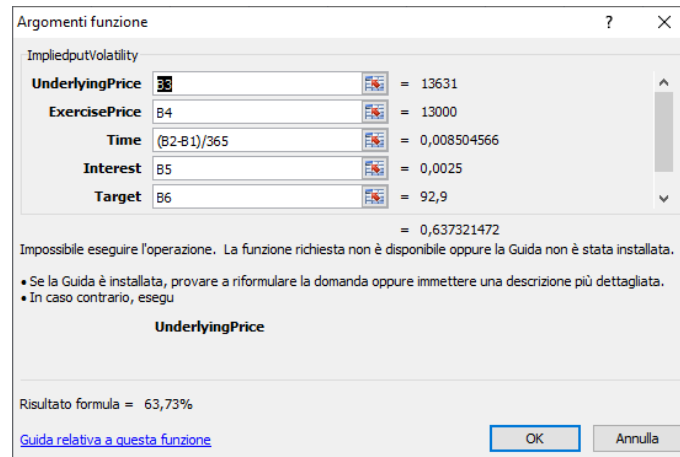 Argomenti funzione ? ×
ImpliedputVolatility
UnderlyingPrice B3 = 13631
ExercisePrice B4 = 13000
Time (B2-B1)/365 = 0,008504566
Interest B5 = 0,0025
Target B6 = 92,9
= 0,637321472
Impossibile eseguire l'operazione. La funzione richiesta non è disponibile oppure la Guida non è stata installata.
• Se la Guida è installata, provare a riformulare la domanda oppure immettere una descrizione più dettagliata.
• In caso contrario, esegu
UnderlyingPrice
Risultato formula = 63,73%
Guida relativa a questa funzione OK Annulla